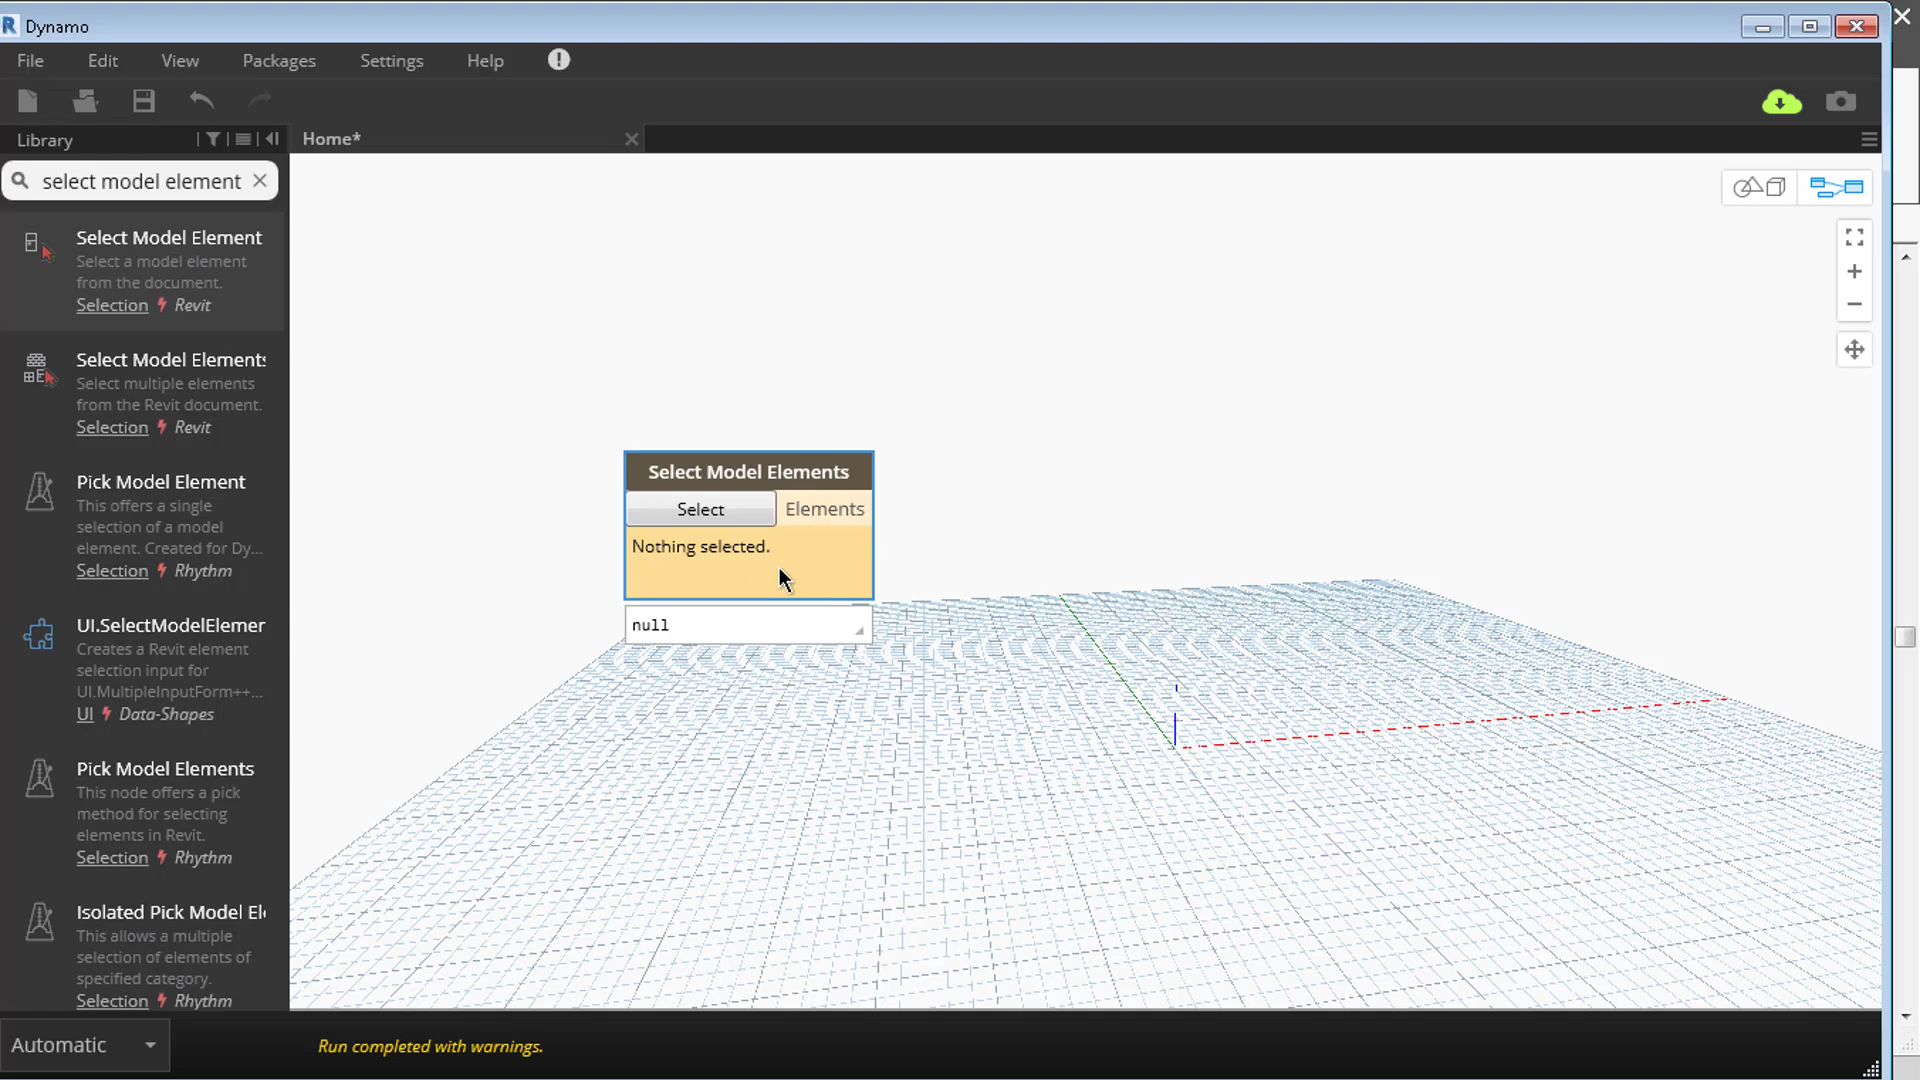 Dynamo
File
Edit
View
Packages
Settings
Help
Library
Home*
select model element
Select Model Element
Select a model element
from the document.
Selection
Revit
Select Model Elements
Select multiple elements
from the Revit document.
Selection
Revit
Pick Model Element
This offers a single
selection of a model
element. Created for Dy...
Selection
Rhythm
UI.SelectModelElemer
Creates a Revit element
selection input for
UI.MultipleInputForm++...
UI
Data-Shapes
Pick Model Elements
This node offers a pick
method for selecting
elements in Revit.
Selection
Rhythm
Isolated Pick Model El
This allows a multiple
selection of elements of
specified category.
Selection
Rhythm
Select Model Elements
Select
Elements
Nothing selected.
null
Automatic
Run completed with warnings.